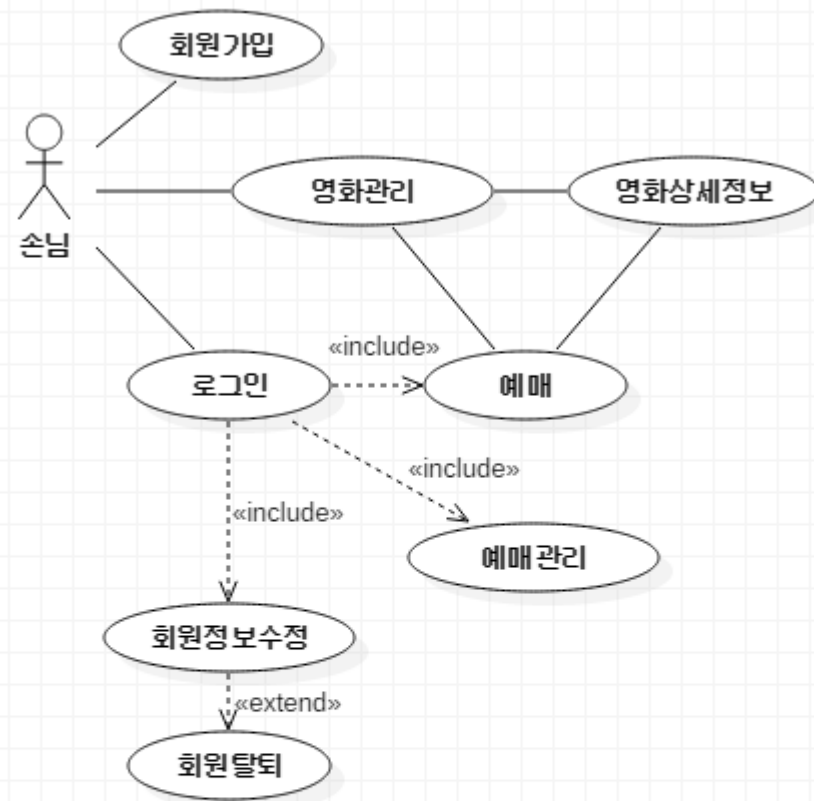 회원가입
영화관리
영화상세정보
손님
«include»
로그인
예매
«include»
«include»
예매관리
회원정보수정
«extend»
회원탈퇴